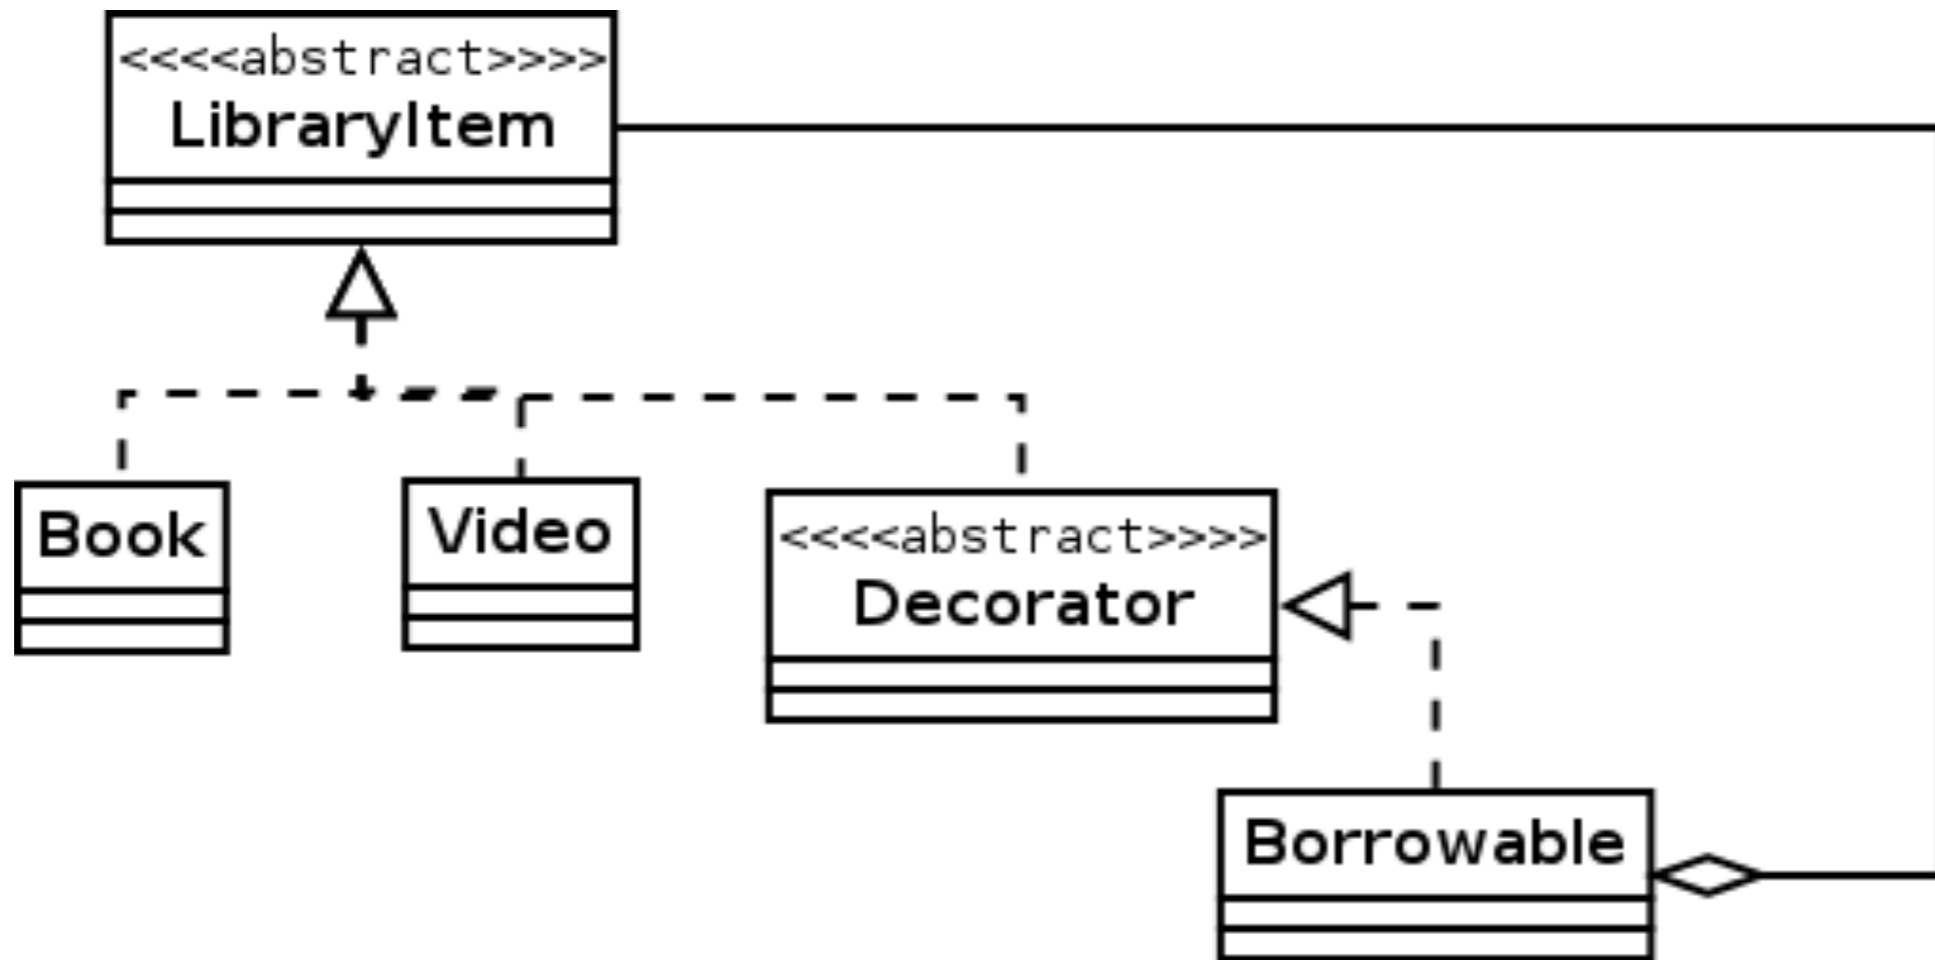 <<<<abstract>>>>
LibraryItem
Book
Video
<<<<abstract>>>>
Decorator
Borrowable